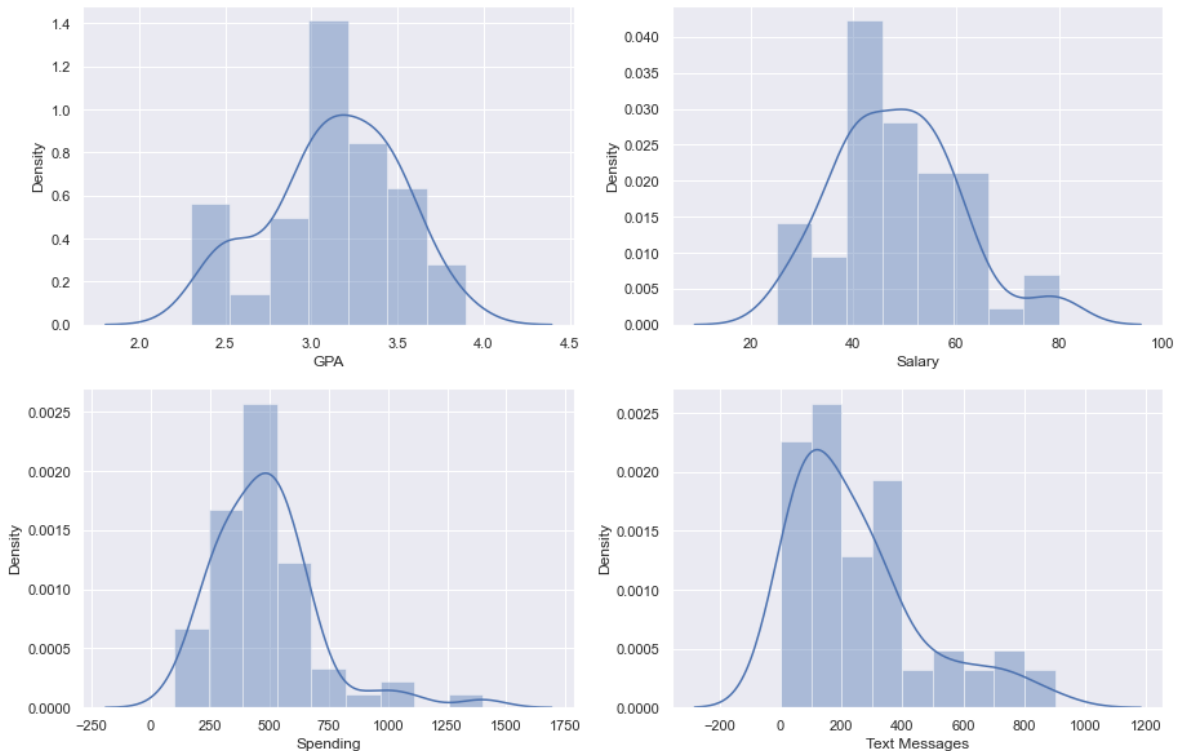 Density
1.4
1.2
1.0
0.8
0.6
0.4
0.2
0.0
2.0 2.5 3.0 3.5 4.0 4.5
GPA
Density
0.040
0.035
0.030
0.025
0.020
0.015
0.010
0.005
0.000
20 40 60 80 100
Salary
Density
0.0025
0.0020
0.0015
0.0010
0.0005
0.0000
−250 0 250 500 750 1000 1250 1500 1750
Spending
Density
0.0025
0.0020
0.0015
0.0010
0.0005
0.0000
−200 0 200 400 600 800 1000 1200
Text Messages